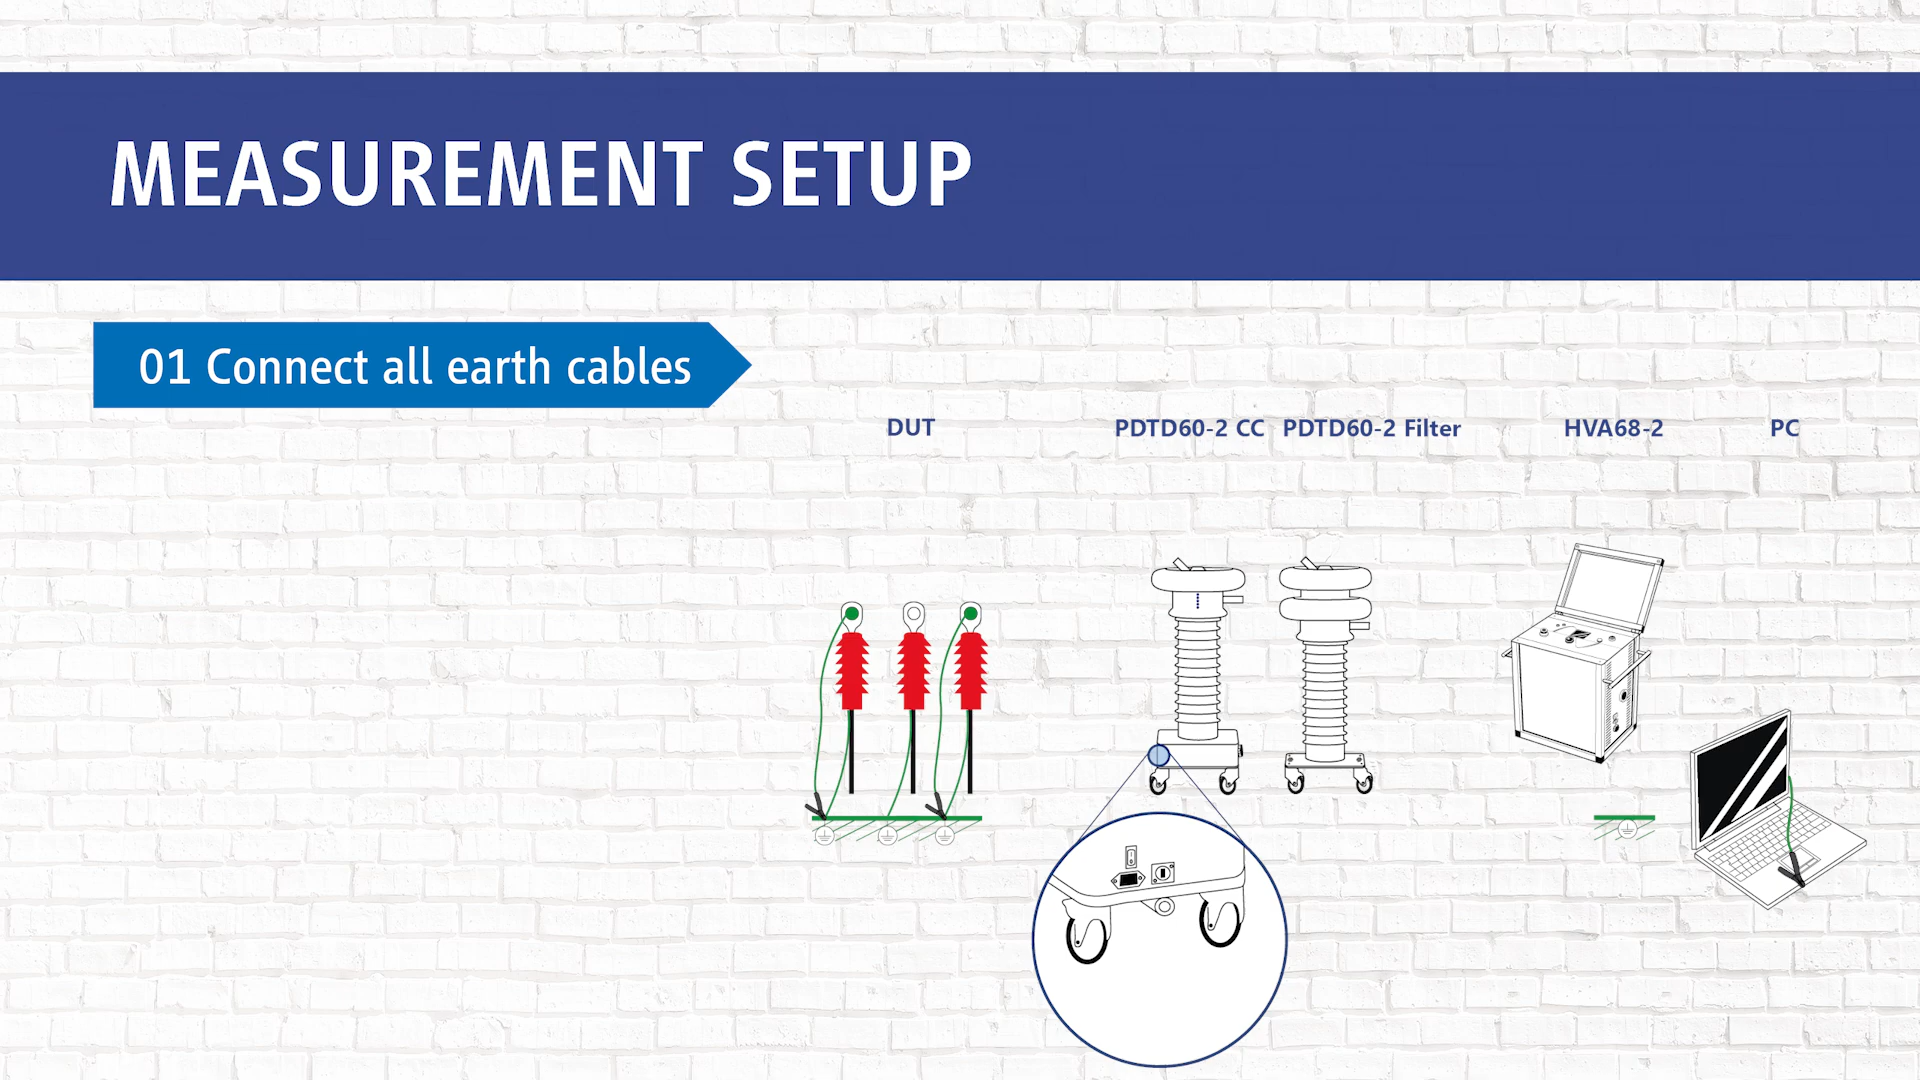 MEASUREMENT SETUP
01 Connect all earth cables
DUT
PDTD60-2 CC
PDTD60-2 Filter
HVA68-2
PC